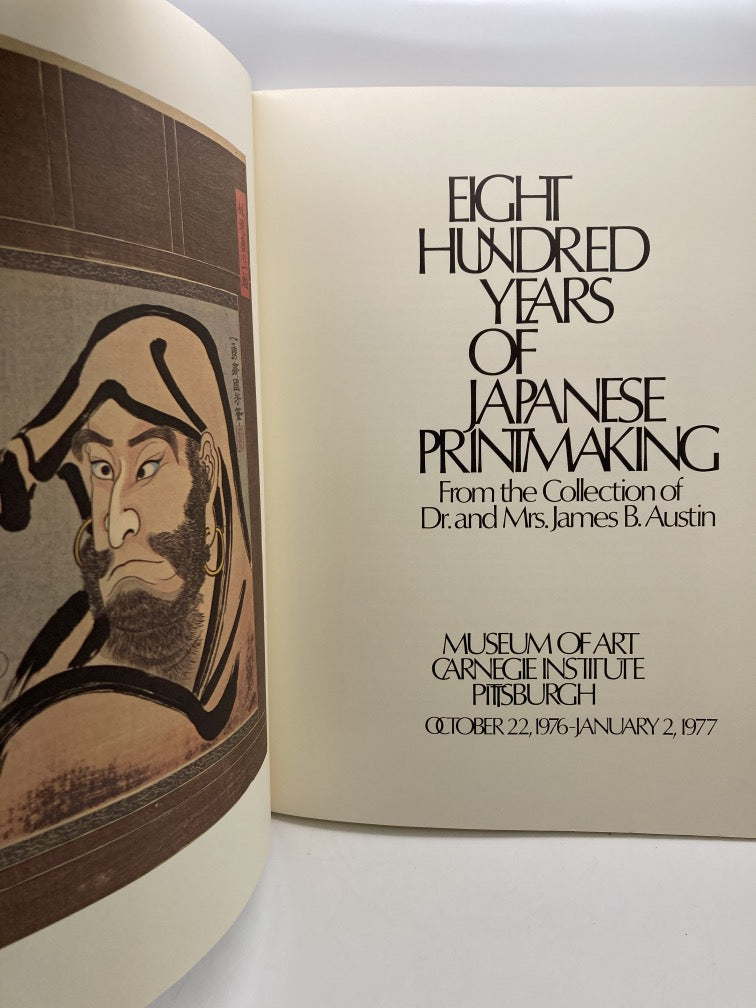 EIGHT
HUNDRED
YEARS
OF
JAPANESE
PRINTMAKING
From the Collection of
Dr. and Mrs. James B. Austin
MUSEUM OF ART
CARNEGIE INSTITUTE
PITTSBURGH
OCTOBER 22, 1976-JANUARY 2, 1977